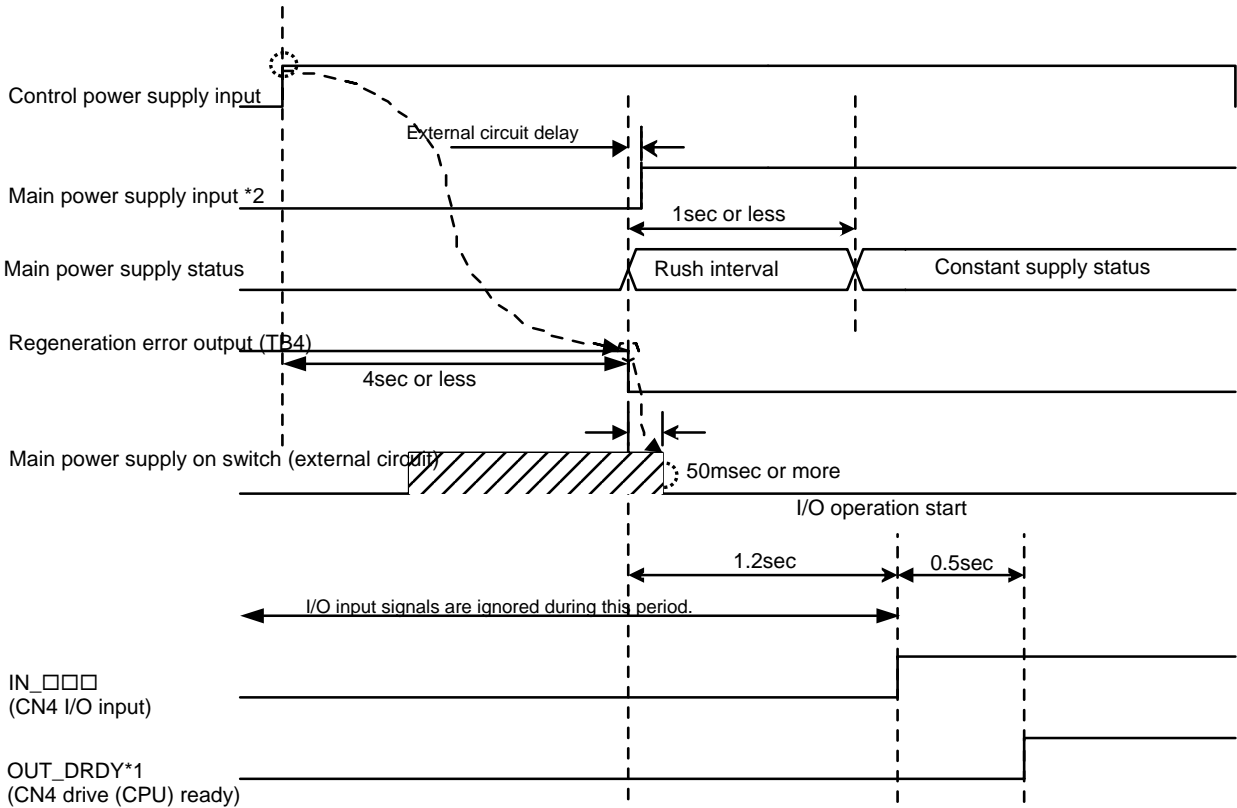 Control power supply input
External circuit delay
Main power supply input *2
1sec or less
Main power supply status
Rush interval
Constant supply status
Regeneration error output (TB4)
4sec or less
Main power supply on switch (external circuit)
50msec or more
I/O operation start
1.2sec
0.5sec
I/O input signals are ignored during this period.
IN_□□□
(CN4 I/O input)
OUT_DRDY*1
(CN4 drive (CPU) ready)